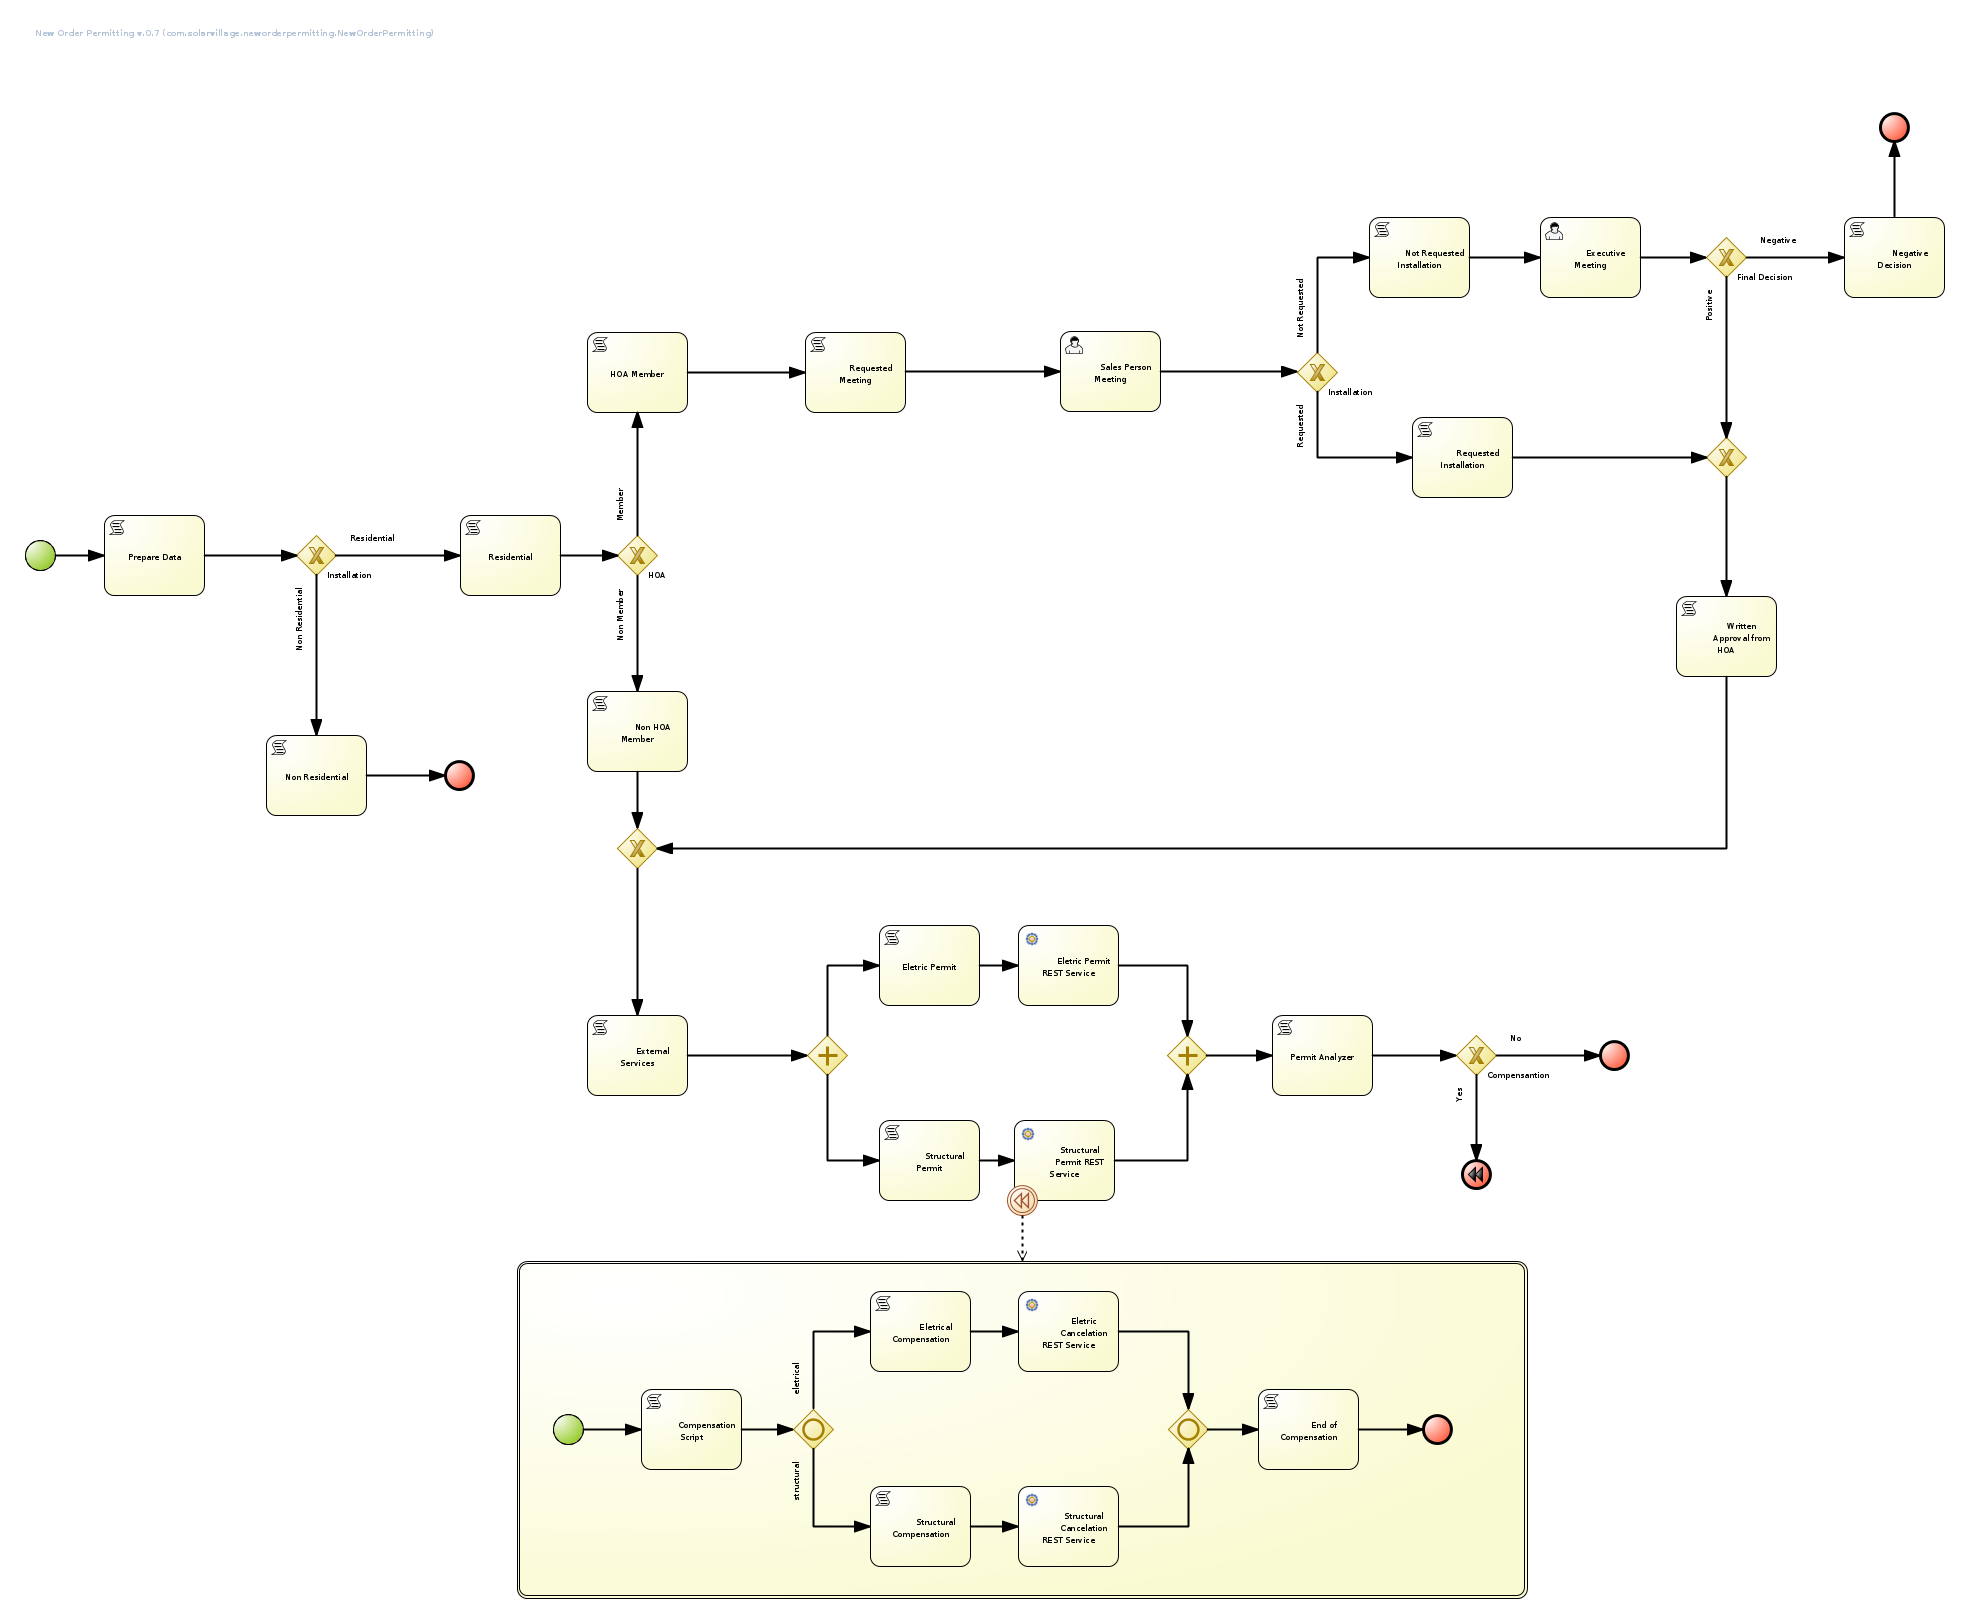 New Order Permitting v.0.7 (com.solarvillage.neworderpermitting.NewOrderPermitting)
Negative
Not Requested
Installation
Executive
Meeting
Final Decision
Negative
Decision
Positive
Not Requested
HOA Member
Requested
Meeting
Sales Person
Meeting
Installation
Requested
Requested
Installation
Member
Prepare Data
Residential
Installation
Residential
HOA
Non Residential
Non Member
Written
Approval from
HOA
Non HOA
Member
Non Residential
Eletric Permit
Eletric Permit
REST Service
External
Services
Permit Analyzer
No
Compensantion
Yes
Structural
Permit
Structural
Permit REST
Service
Eletrical
Compensation
Eletric
Cancelation
REST Service
eletrical
Compensation
Script
End of
Compensation
structural
Structural
Compensation
Structural
Cancelation
REST Service